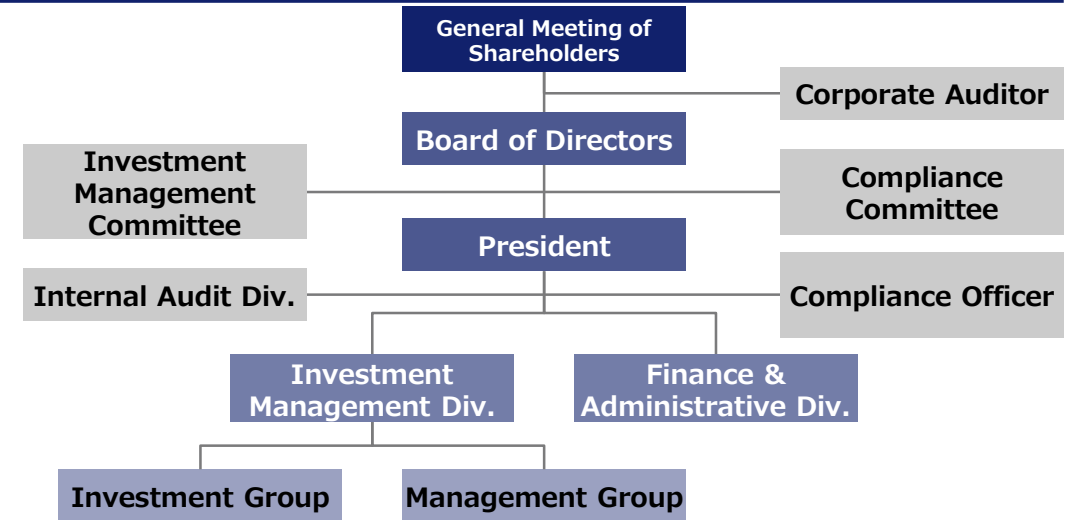 General Meeting of
Shareholders
Corporate Auditor
Board of Directors
Investment
Management
Committee
Compliance
Committee
President
Internal Audit Div.
Compliance Officer
Investment
Management Div.
Finance &
Administrative Div.
Investment Group
Management Group